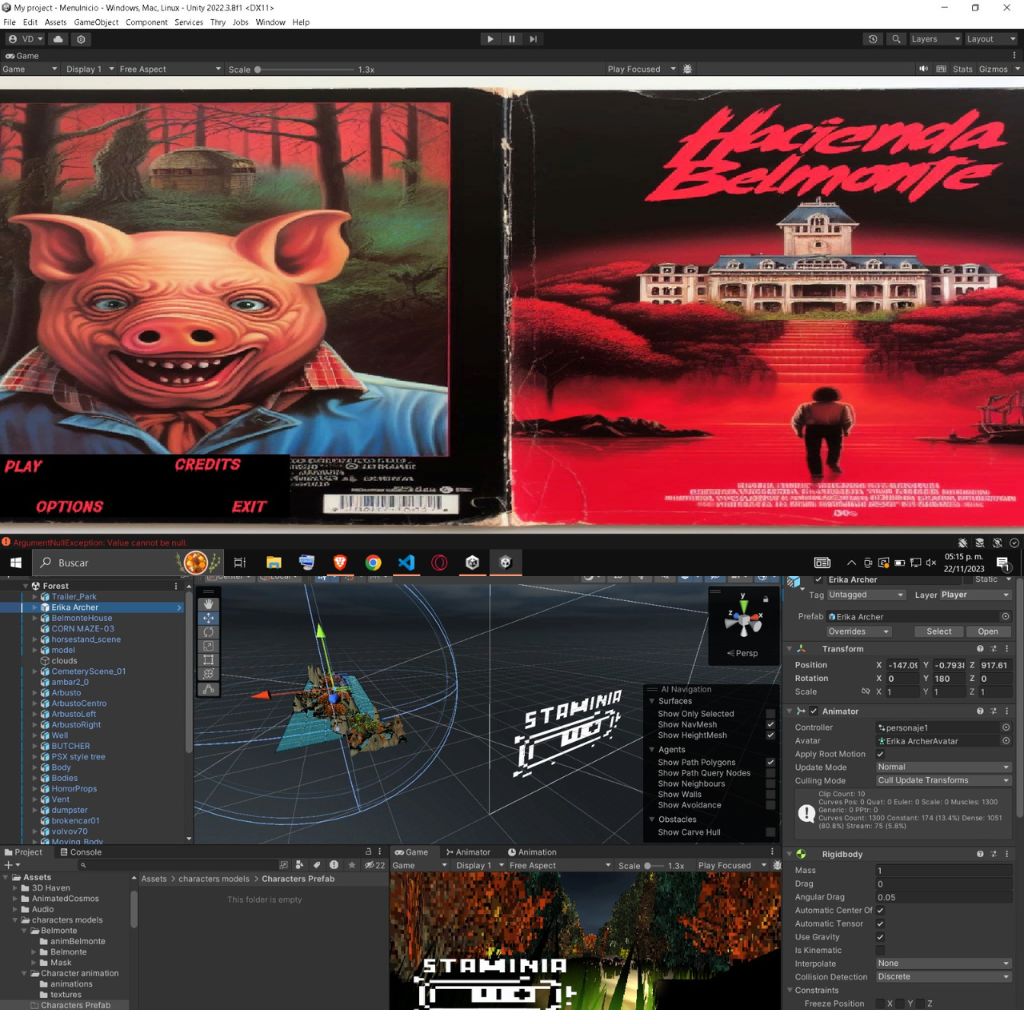 My project - MenuInicio - Windows, Mac, Linux - Unity 2022.3.8f1 <DX11>
File Edit Assets GameObject Component Services Thry Jobs Window Help
VD Layers Layout
Game
Game Display 1 Free Aspect Scale 1.3x Play Focused Stats Gizmos
Hacienda
Belmonte
PLAY CREDITS
OPTIONS EXIT
ArgumentNullException: Value cannot be null.
Buscar
05:15 p. m.
22/11/2023
Forest
Trailer_Park
Erika Archer
BelmonteHouse
CORN MAZE-03
horsestand_scene
model
clouds
CemeteryScene_01
ambar2_0
Arbusto
ArbustoCentro
ArbustoLeft
ArbustoRight
Well
BUTCHER
PSX style tree
Body
Bodies
HorrorProps
Vent
dumpster
brokencar01
volvov70
Moving_Body
y
z x
Persp
STAMINIA
AI Navigation
Surfaces
Show Only Selected
Show NavMesh
Show HeightMesh
Agents
Show Path Polygons
Show Path Query Nodes
Show Neighbours
Show Walls
Show Avoidance
Obstacles
Show Carve Hull
Erika Archer Static
Tag Untagged Layer Player
Prefab Erika Archer
Overrides Select Open
Transform
Position X -147.09 Y -0.7938 Z 917.61
Rotation X 0 Y 180 Z 0
Scale X 1 Y 1 Z 1
Animator
Controller personaje1
Avatar Erika ArcherAvatar
Apply Root Motion
Update Mode Normal
Culling Mode Cull Update Transforms
Clip Count: 10
Curves Pos: 0 Quat: 0 Euler: 0 Scale: 0 Muscles: 1300
Generic: 0 PPtr: 0
Curves Count: 1300 Constant: 174 (13.4%) Dense: 1051
(80.8%) Stream: 75 (5.8%)
Rigidbody
Mass 1
Drag 0
Angular Drag 0.05
Automatic Center Of
Automatic Tensor
Use Gravity
Is Kinematic
Interpolate None
Collision Detection Discrete
Constraints
Freeze Position X Y Z
Project Console
22
Assets
3D Haven
AnimatedCosmos
Audio
characters models
Belmonte
animBelmonte
Belmonte
Mask
Character animation
animations
textures
Characters Prefab
Assets > characters models > Characters Prefab
This folder is empty
Game Animator Animation
Game Display 1 Free Aspect Scale 1.3x Play Focused
STAMINIA